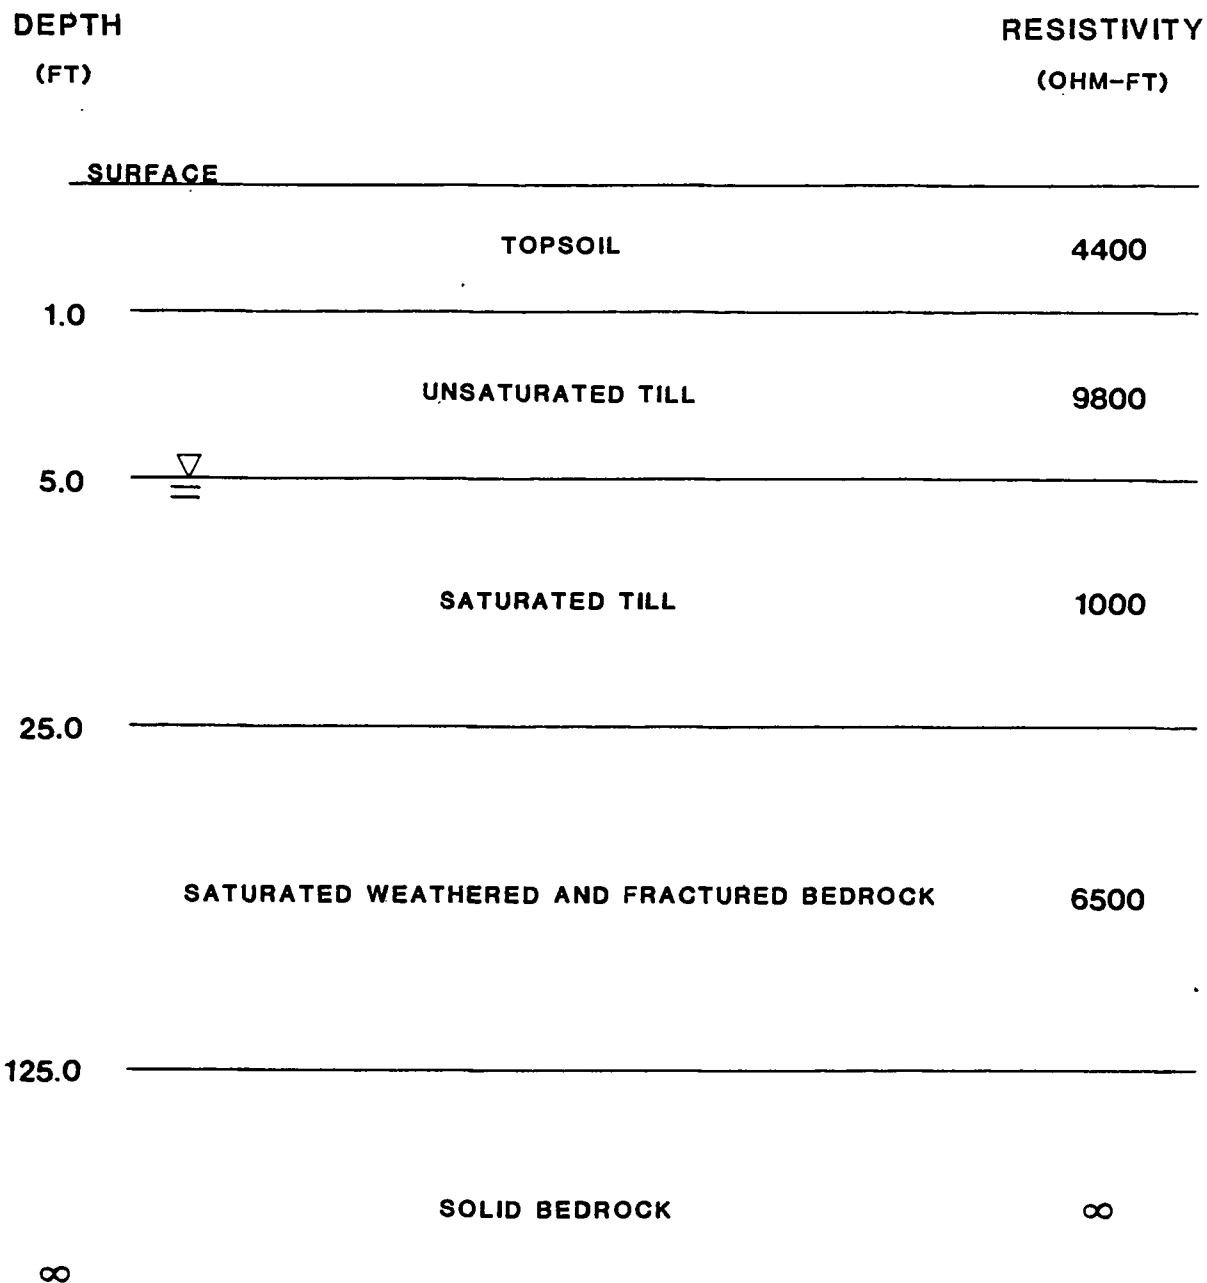 DEPTH RESISTIVITY
(FT) (OHM-FT)
SURFACE
TOPSOIL 4400
1.0
UNSATURATED TILL 9800
5.0
SATURATED TILL 1000
25.0
SATURATED WEATHERED AND FRACTURED BEDROCK 6500
125.0
SOLID BEDROCK ∞
∞